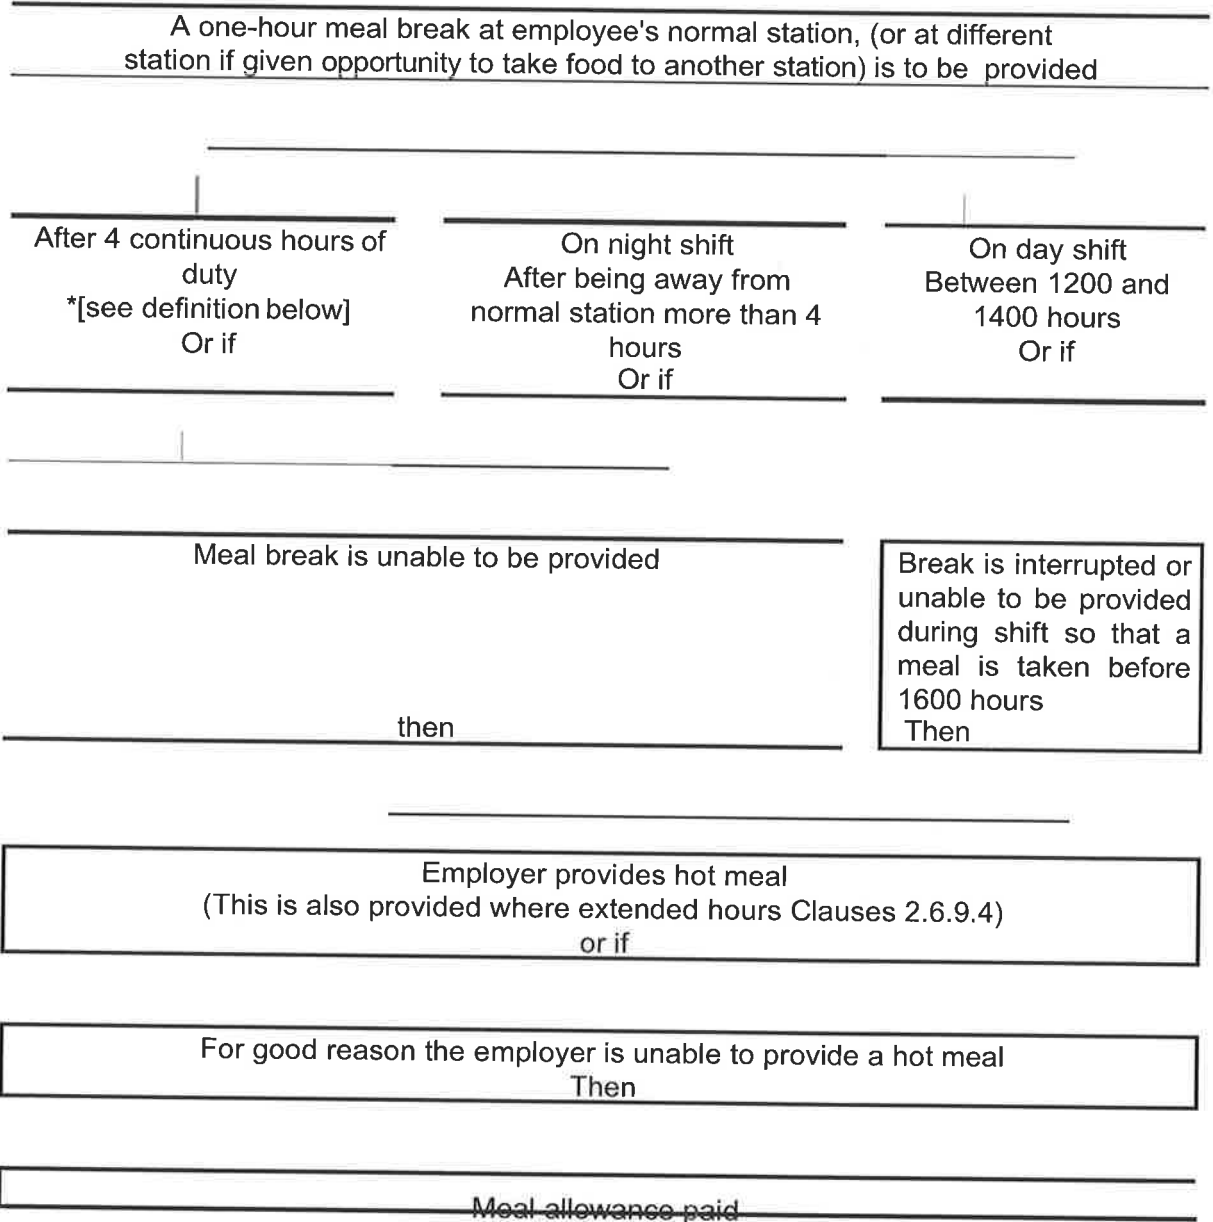 A one-hour meal break at employee's normal station, (or at different
station if given opportunity to take food to another station) is to be provided
After 4 continuous hours of
duty
*[see definition below]
Or if
On night shift
After being away from
normal station more than 4
hours
Or if
On day shift
Between 1200 and
1400 hours
Or if
Meal break is unable to be provided
then
Break is interrupted or
unable to be provided
during shift so that a
meal is taken before
1600 hours
Then
Employer provides hot meal
(This is also provided where extended hours Clauses 2.6.9.4)
or if
For good reason the employer is unable to provide a hot meal
Then
Meal allowance paid